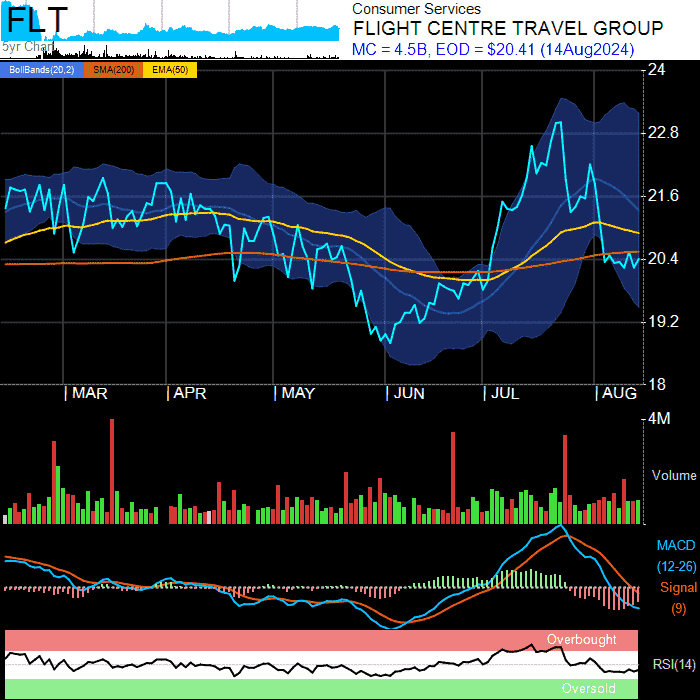 FLT
5yr Chart
Consumer Services
FLIGHT CENTRE TRAVEL GROUP
MC = 4.5B, EOD = $20.41 (14Aug2024)
BollBands(20,2) SMA(200) EMA(50)
24
22.8
21.6
20.4
19.2
18
| MAR | APR | MAY | JUN | JUL | AUG
4M
Volume
MACD
(12-26)
Signal
(9)
Overbought
RSI(14)
Oversold